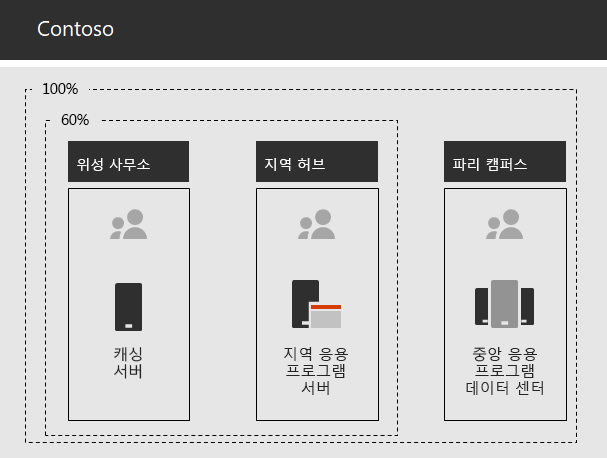 Contoso
100%
60%
위성 사무소
지역 허브
파리 캠퍼스
캐싱
서버
지역 응용
프로그램
서버
중앙 응용
프로그램
데이터 센터